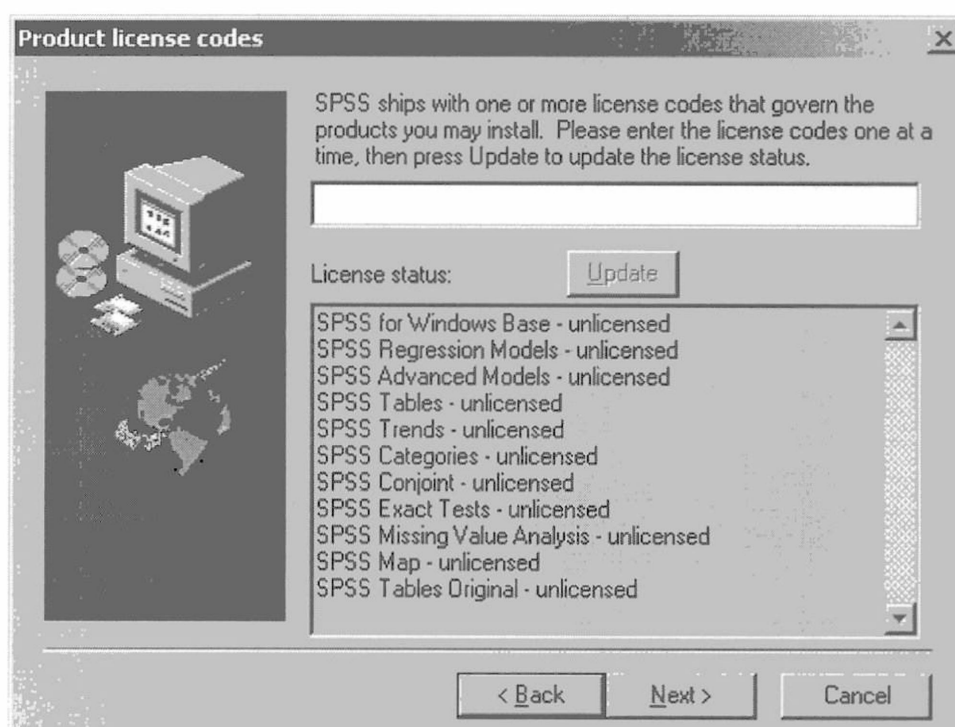 Product license codes
SPSS ships with one or more license codes that govern the
products you may install. Please enter the license codes one at a
time, then press Update to update the license status.
License status:
Update
SPSS for Windows Base - unlicensed
SPSS Regression Models - unlicensed
SPSS Advanced Models - unlicensed
SPSS Tables - unlicensed
SPSS Trends - unlicensed
SPSS Categories - unlicensed
SPSS Conjoint - unlicensed
SPSS Exact Tests - unlicensed
SPSS Missing Value Analysis - unlicensed
SPSS Map - unlicensed
SPSS Tables Original - unlicensed
< Back
Next >
Cancel